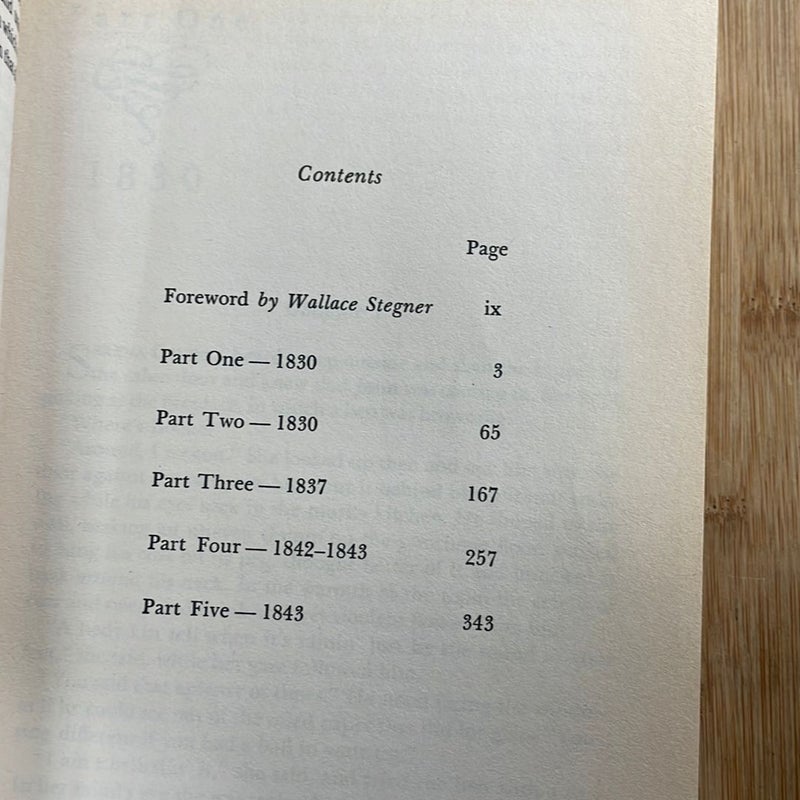 Contents
Page
Foreword by Wallace Stegner ix
Part One — 1830 3
Part Two — 1830 65
Part Three — 1837 167
Part Four — 1842–1843 257
Part Five — 1843 343